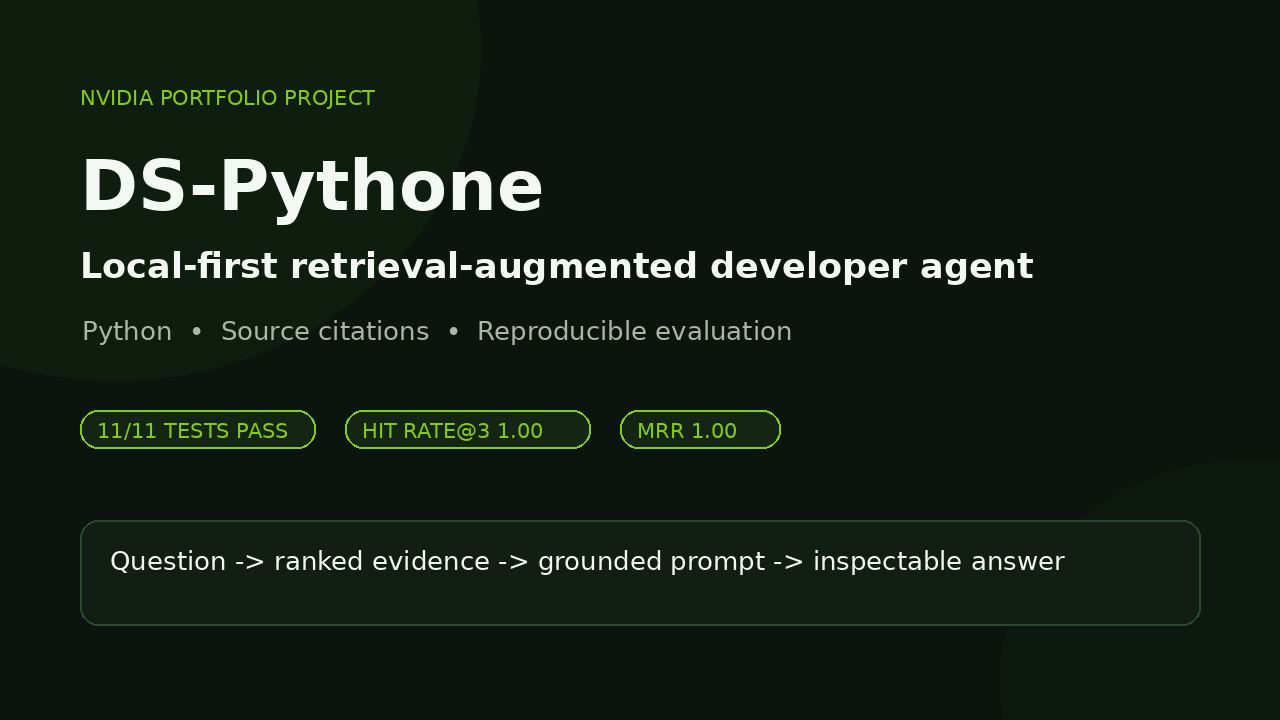 NVIDIA PORTFOLIO PROJECT
DS-Pythone
Local-first retrieval-augmented developer agent
Python • Source citations • Reproducible evaluation
11/11 TESTS PASS HIT RATE@3 1.00 MRR 1.00
Question -> ranked evidence -> grounded prompt -> inspectable answer